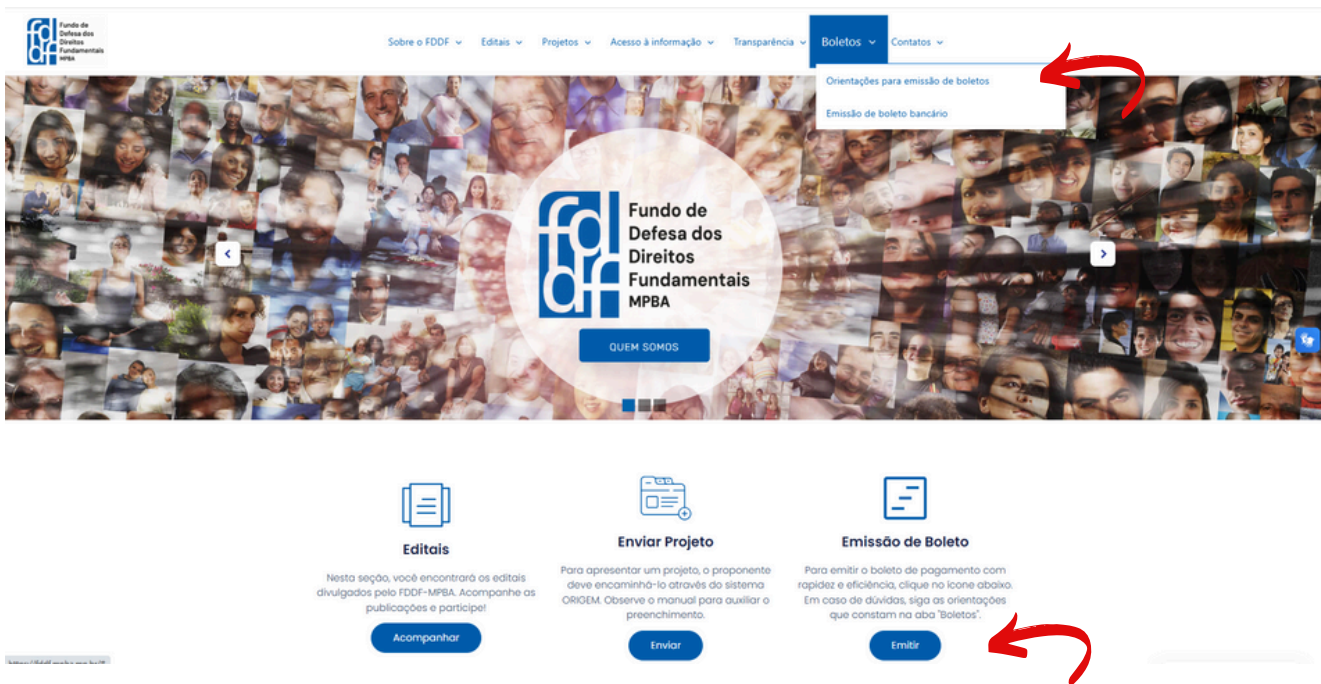 Fundo de
Defesa dos
Direitos
Fundamentais
MPBA
Sobre o FDDF
Editais
Projetos
Acesso à informação
Transparência
Boletos
Contatos
Orientações para emissão de boletos
Emissão de boleto bancário
fddf
Fundo de
Defesa dos
Direitos
Fundamentais
MPBA
QUEM SOMOS
Editais
Nesta seção, você encontrará os editais
divulgados pelo FDDF-MPBA. Acompanhe as
publicações e participe!
Acompanhar
Enviar Projeto
Para apresentar um projeto, o proponente
deve encaminhá-lo através do sistema
ORIGEM. Observe o manual para auxiliar o
preenchimento.
Enviar
Emissão de Boleto
Para emitir o boleto de pagamento com
rapidez e eficiência, clique no ícone abaixo.
Em caso de dúvidas, siga as orientações
que constam na aba "Boletos".
Emitir